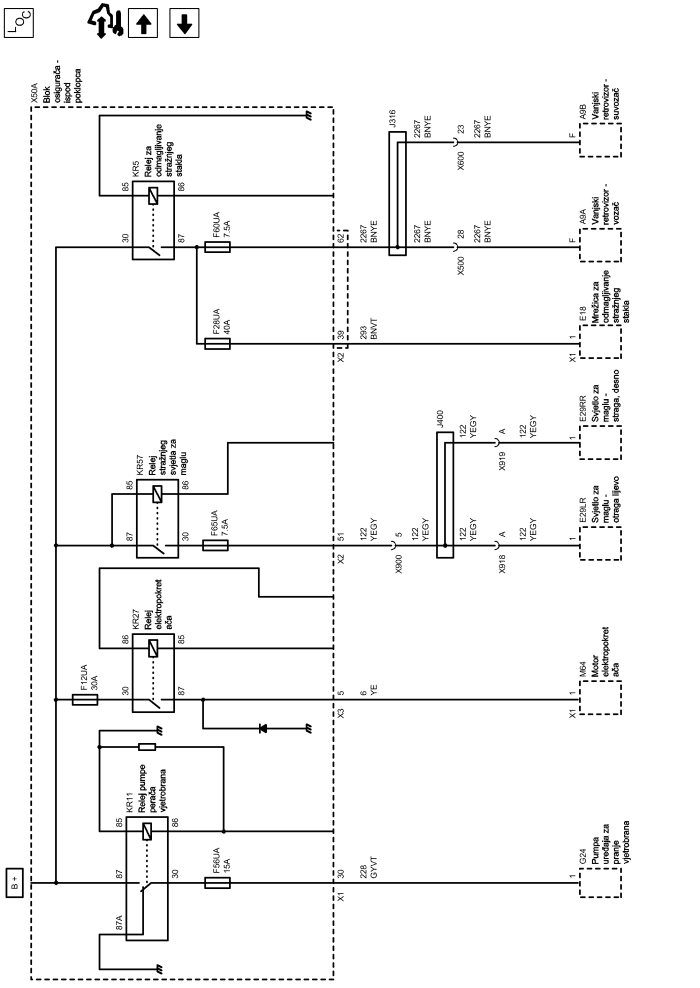 LOC
B +
X50A
Blok
osigurača -
ispod
poklopca
85
KR5
Relej za
odmagljivanje
stražnjeg
stakla
86
30
87
F60UA
7.5A
F28UA
40A
62
39
X2
2267
BNYE
293
BNVT
J316
2267
BNYE
23
X600
2267
BNYE
F
A9B
Vanjski
retrovizor -
suvozač
2267
BNYE
28
X500
2267
BNYE
F
A9A
Vanjski
retrovizor -
vozač
1
X1
E18
Mrežica za
odmagljivanje
stražnjeg
stakla
85
KR57
Relej
stražnjeg
svjetla za
maglu
86
87
30
F65UA
7.5A
51
X2
122
YEGY
5
X900
122
YEGY
J400
122
YEGY
A
X919
122
YEGY
1
E29RR
Svjetlo za
maglu -
straga, desno
122
YEGY
A
X918
122
YEGY
1
E29LR
Svjetlo za
maglu -
otraga lijevo
F12UA
30A
86
KR27
Relej
elektropokret
ača
85
30
87
5
X3
6
YE
1
X1
M64
Motor
elektropokret
ača
85
KR11
Relej pumpe
perača
vjetrobrana
86
87
30
87A
F56UA
15A
30
X1
228
GYVT
1
G24
Pumpa
uređaja za
pranje
vjetrobrana